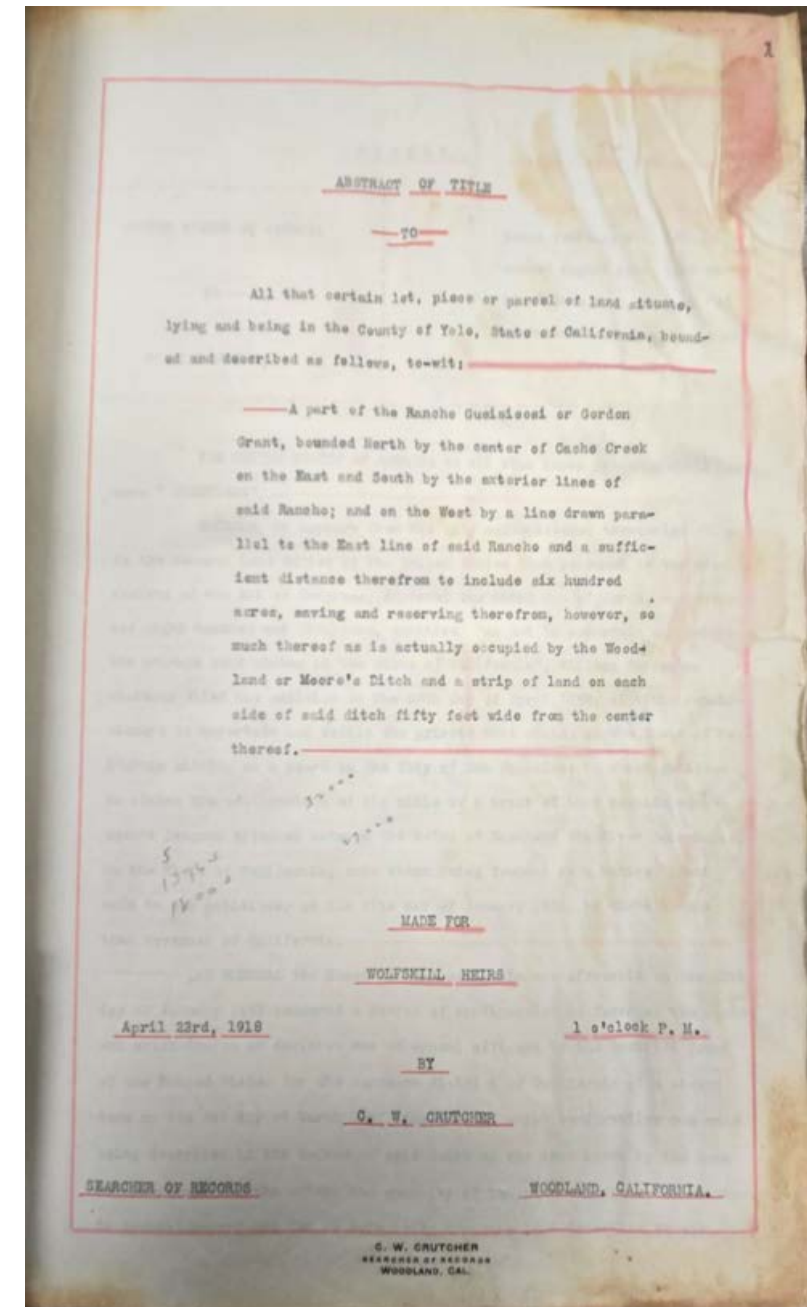 1
ABSTRACT OF TITLE
—TO—
All that certain lot, piece or parcel of land situate,
lying and being in the County of Yolo, State of California, bound-
ed and described as follows, to-wit:
A part of the Rancho Guesisosi or Gordon
Grant, bounded North by the center of Cache Creek
on the East and South by the exterior lines of
said Rancho; and on the West by a line drawn para-
llel to the East line of said Rancho and a suffic-
ient distance therefrom to include six hundred
acres, saving and reserving therefrom, however, so
much thereof as is actually occupied by the Wood-
land or Moore's Ditch and a strip of land on each
side of said ditch fifty feet wide from the center
thereof.
MADE FOR
WOLFSKILL HEIRS
April 23rd, 1918 1 o'clock P. M.
BY
C. W. CRUTCHER
SEARCHER OF RECORDS WOODLAND, CALIFORNIA.
C. W. CRUTCHER
SEARCHER OF RECORDS
WOODLAND, CAL.